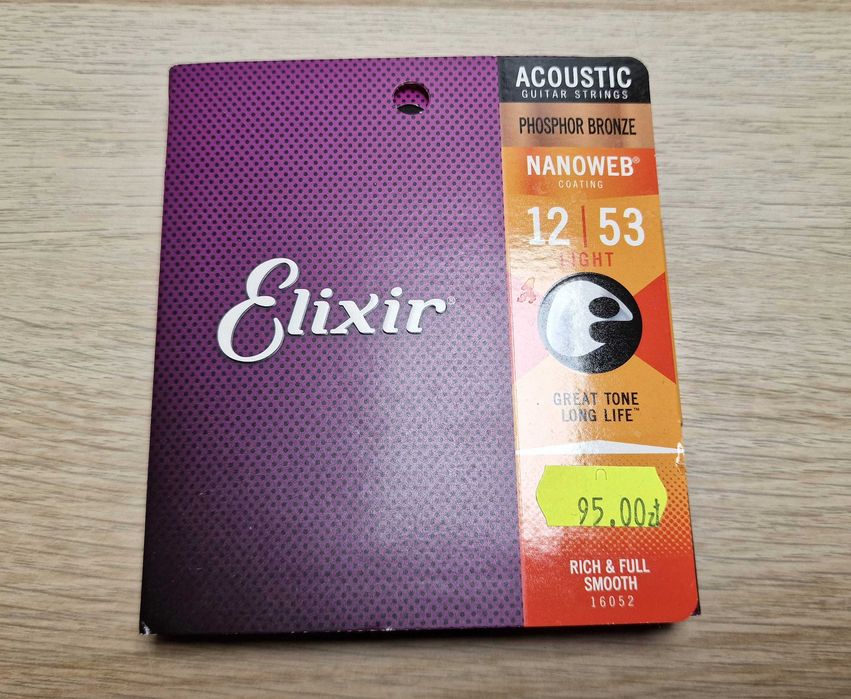 ACOUSTIC
GUITAR STRINGS
PHOSPHOR BRONZE
NANOWEB®
COATING
12 | 53
LIGHT
Elixir®
GREAT TONE
LONG LIFE™
95.00zł
RICH & FULL
SMOOTH
16052